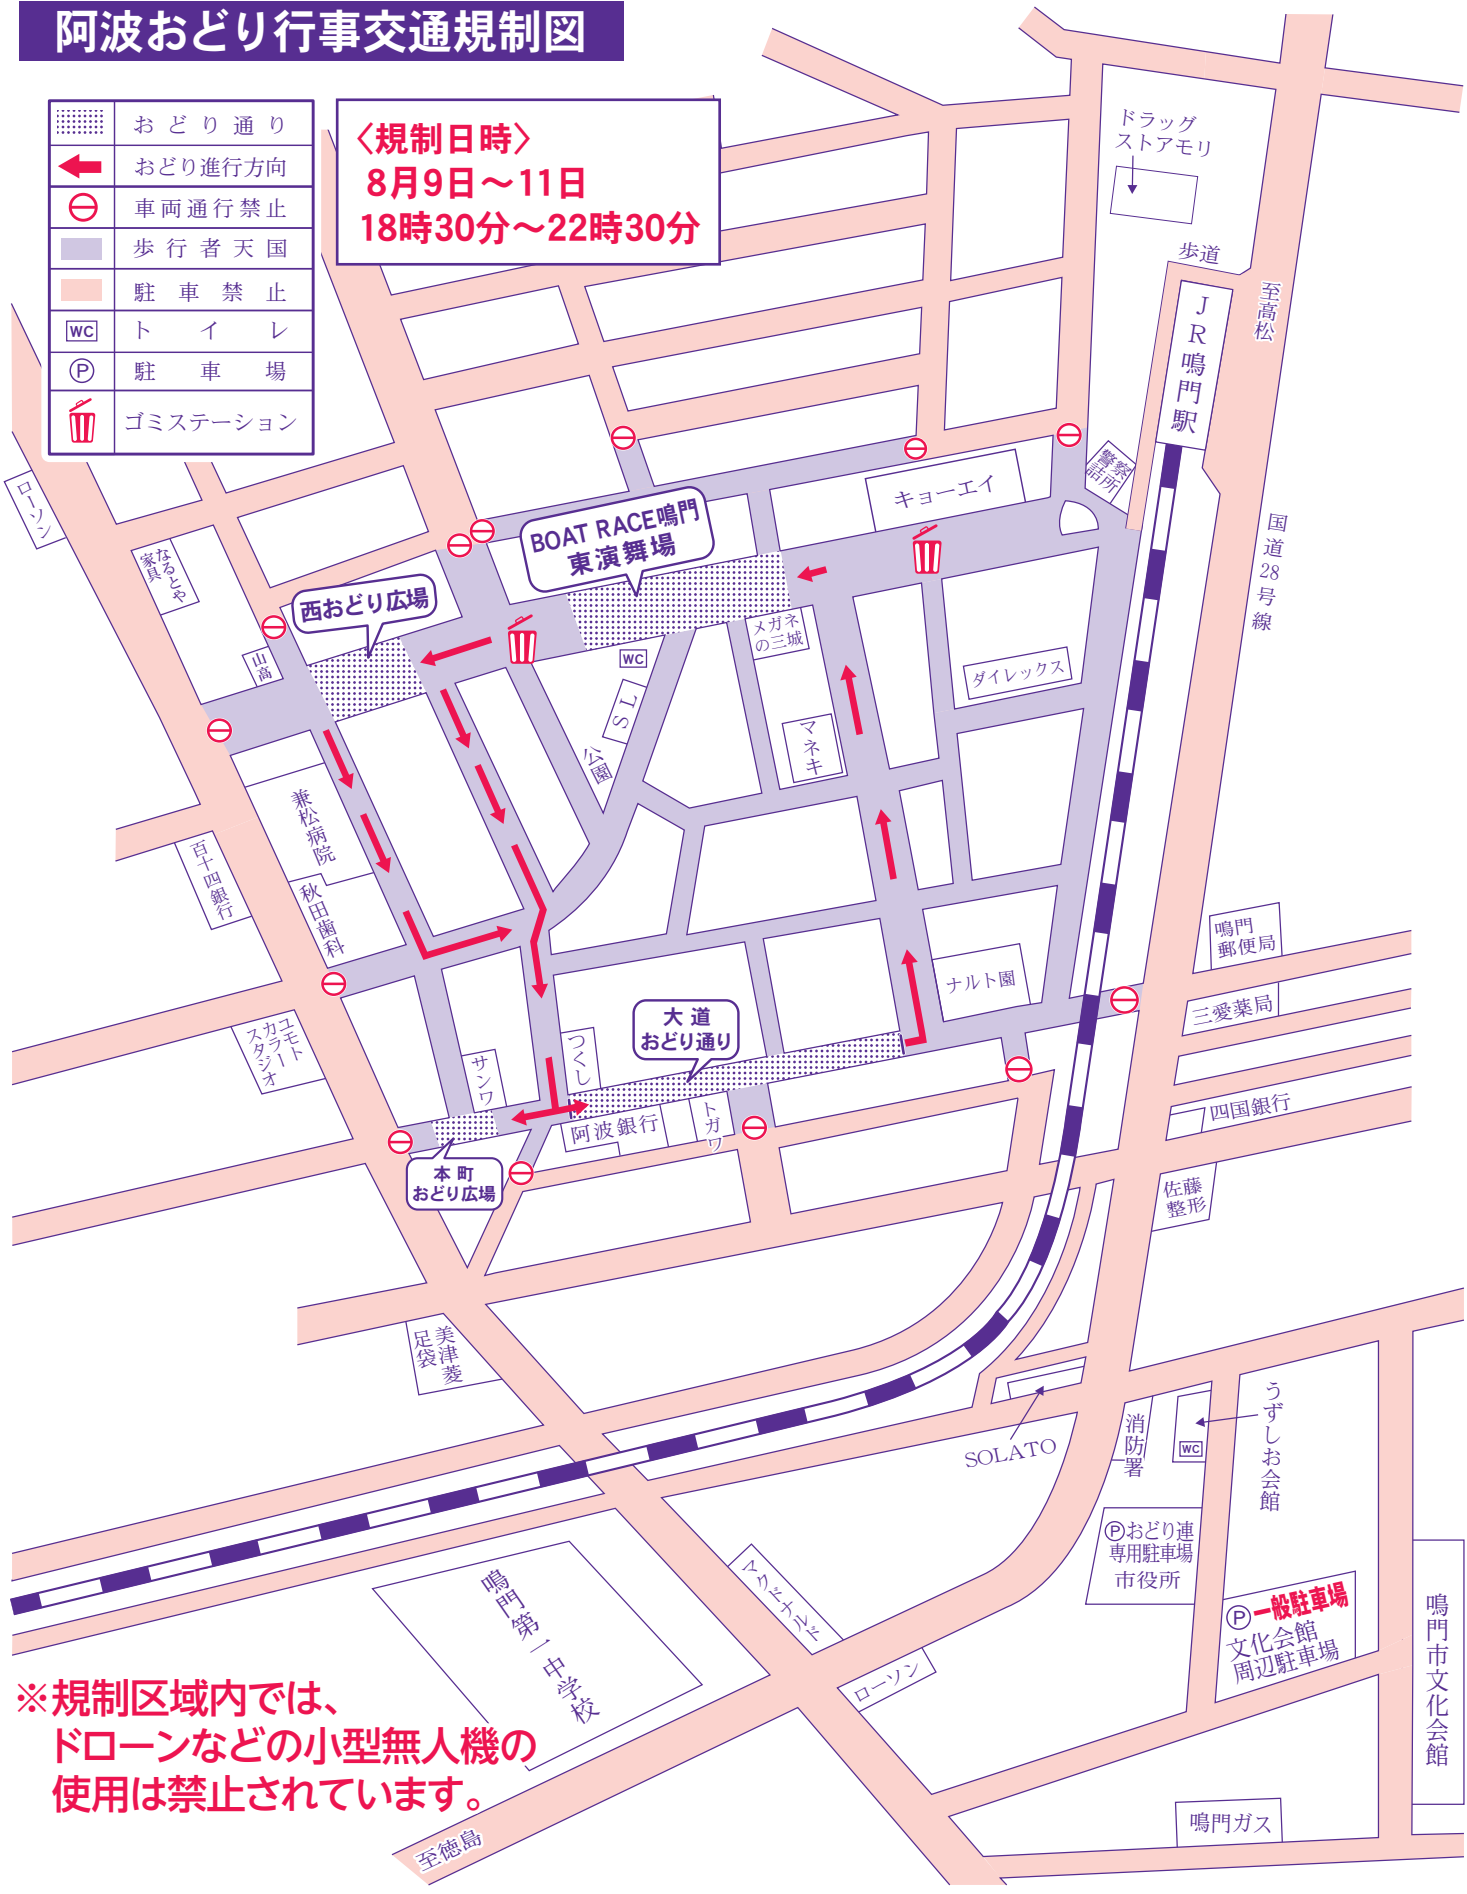 阿波おどり行事交通規制図
おどり通り
おどり進行方向
車両通行禁止
歩行者天国
駐車禁止
WC
トイレ
P
駐車場
ゴミステーション
〈規制日時〉
8月9日～11日
18時30分～22時30分
ドラッグ
ストアモリ
歩道
至高松
JR鳴門駅
警察
詰所
国道28号線
キョーエイ
BOAT RACE鳴門
東演舞場
西おどり広場
ローソン
なるとや
家具
山高
WC
SL
公園
メガネ
の三城
マネキ
ダイレックス
兼松病院
秋田歯科
百十四銀行
ユモト
カラー
スタジオ
サンワ
つくし
大道
おどり通り
ナルト園
鳴門
郵便局
三愛薬局
四国銀行
佐藤
整形
阿波銀行
トガワ
本町
おどり広場
美津菱
足袋
SOLATO
消防署
WC
うずしお会館
Pおどり連
専用駐車場
市役所
P一般駐車場
文化会館
周辺駐車場
鳴門市文化会館
鳴門ガス
マクドナルド
ローソン
鳴門第一中学校
至徳島
※規制区域内では、
ドローンなどの小型無人機の
使用は禁止されています。